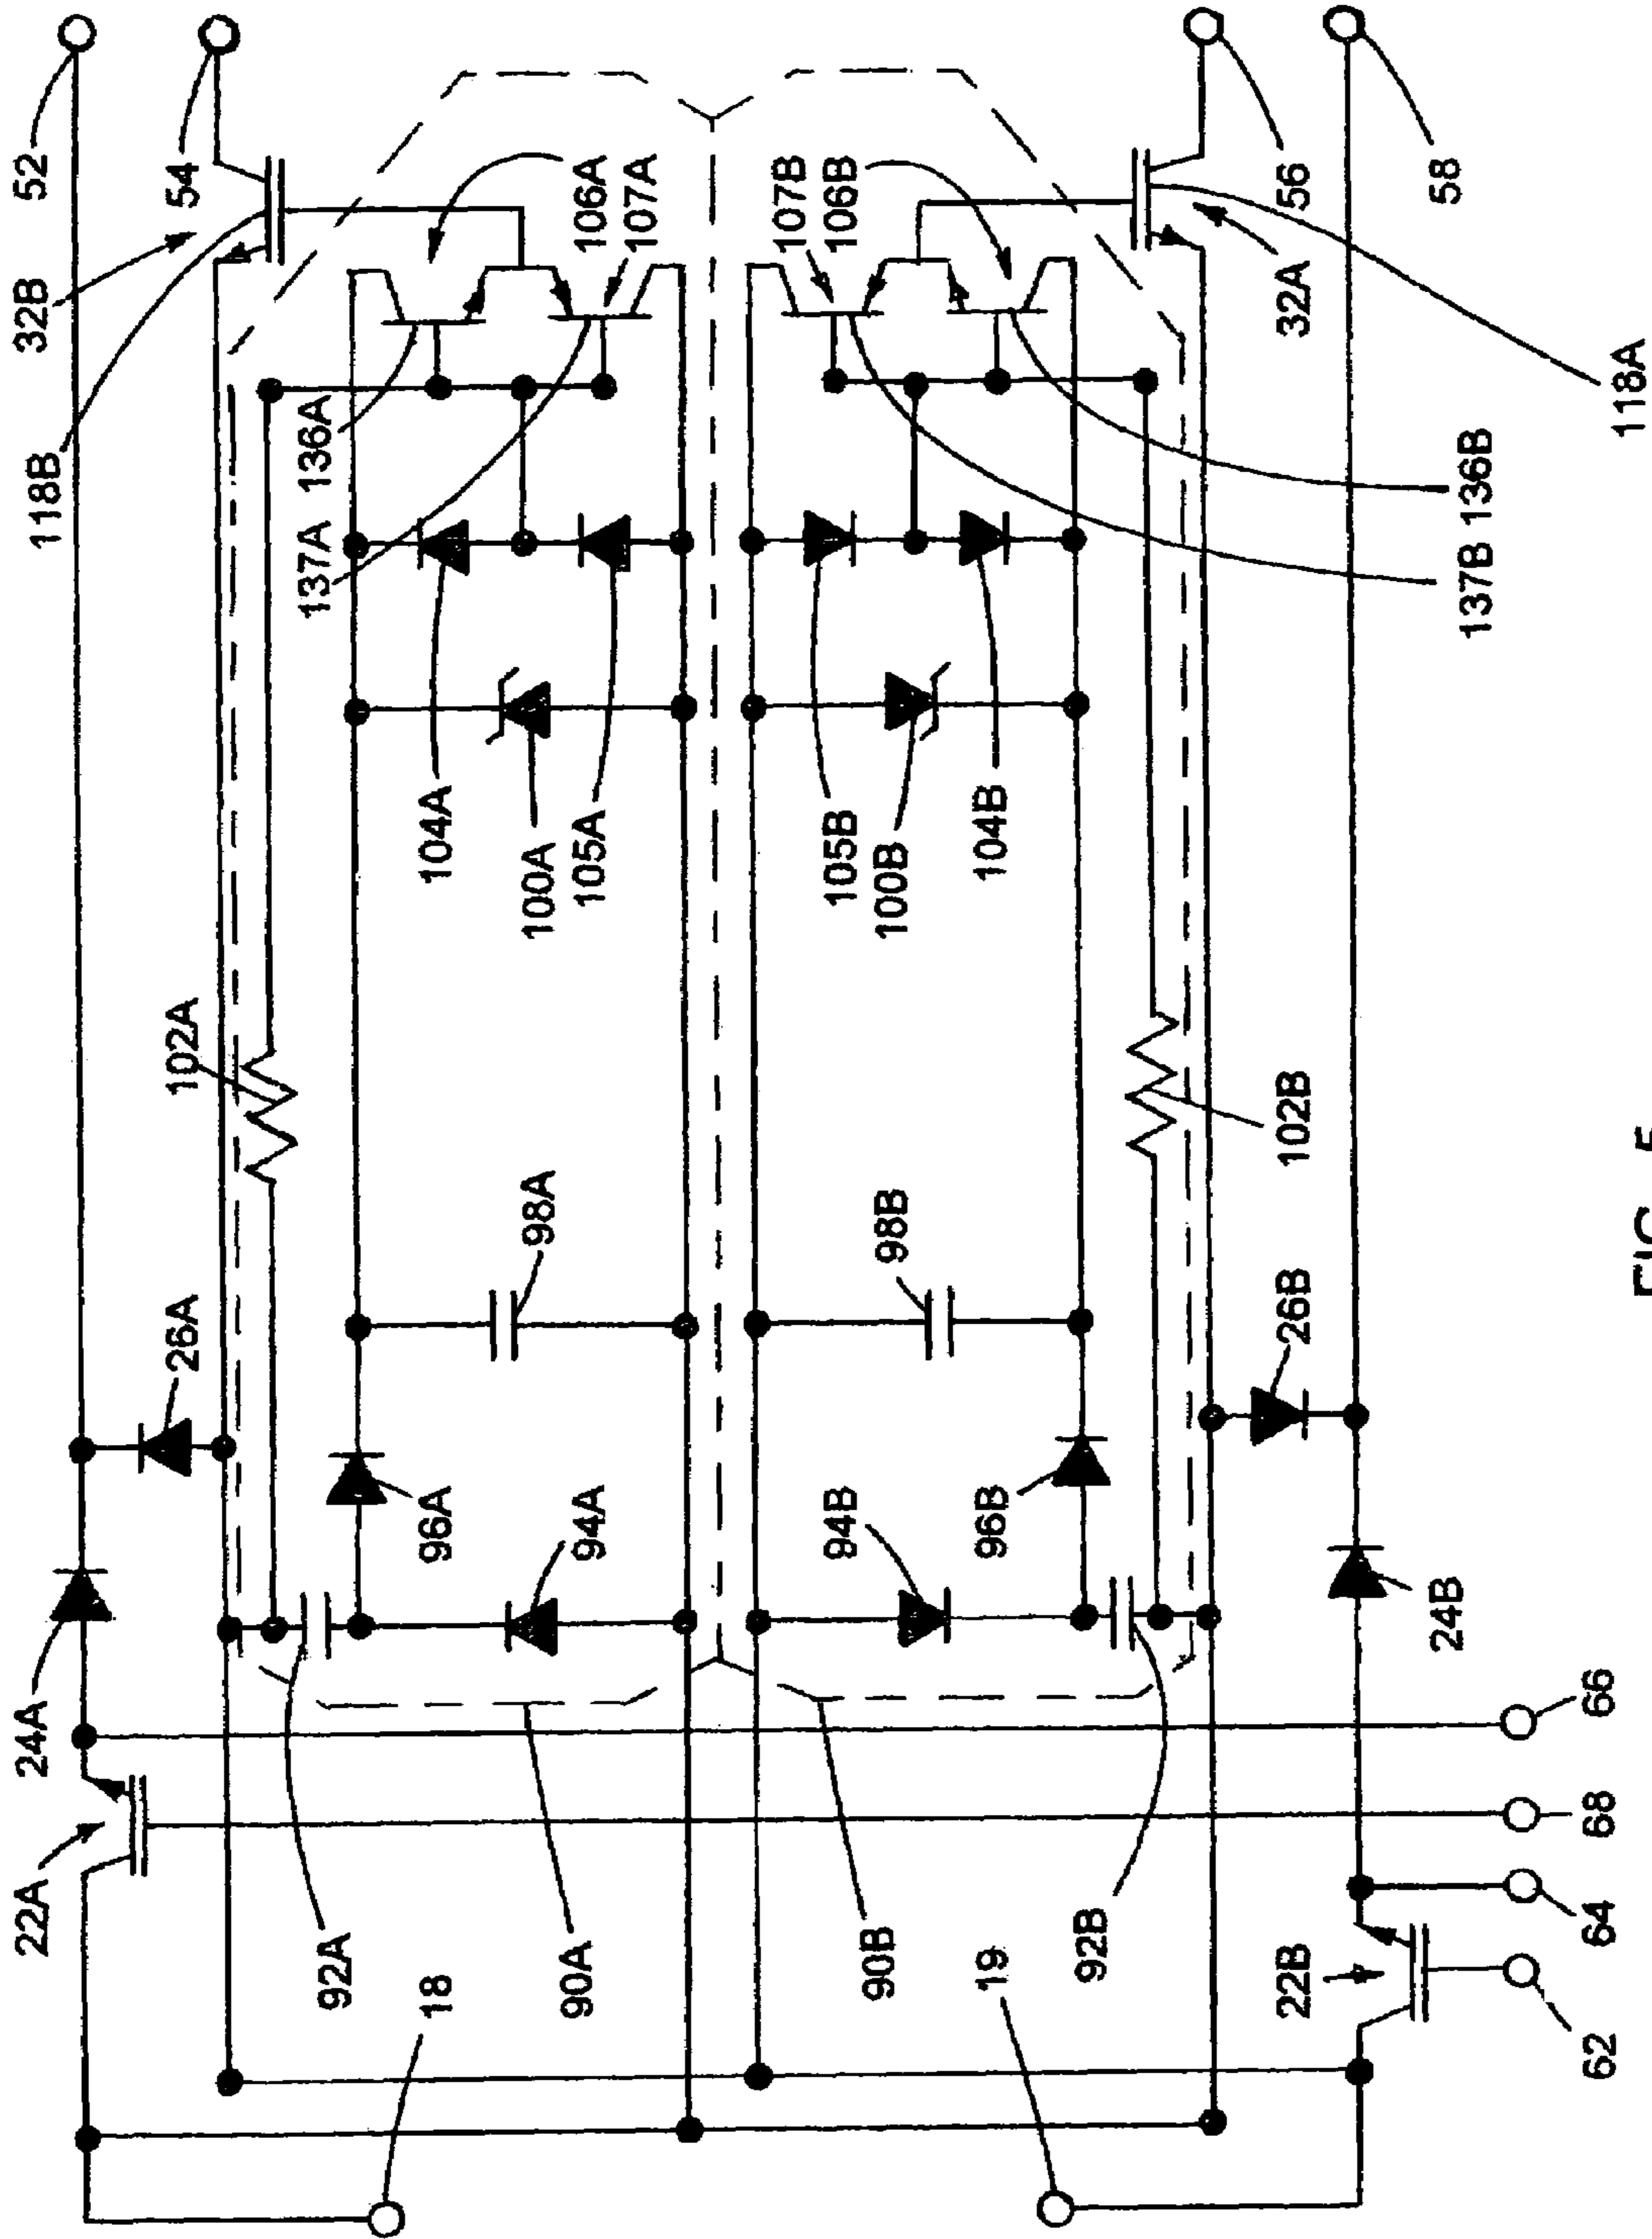 22A
24A
32B
52
118B
26A
102A
54
137A
136A
92A
18
96A
104A
98A
100A
90A
94A
105A
106A
107A
107B
94B
105B
106B
90B
98B
100B
19
96B
104B
92B
22B
26B
102B
32A
56
24B
58
137B
136B
62
64
68
66
118A
FIG. 5